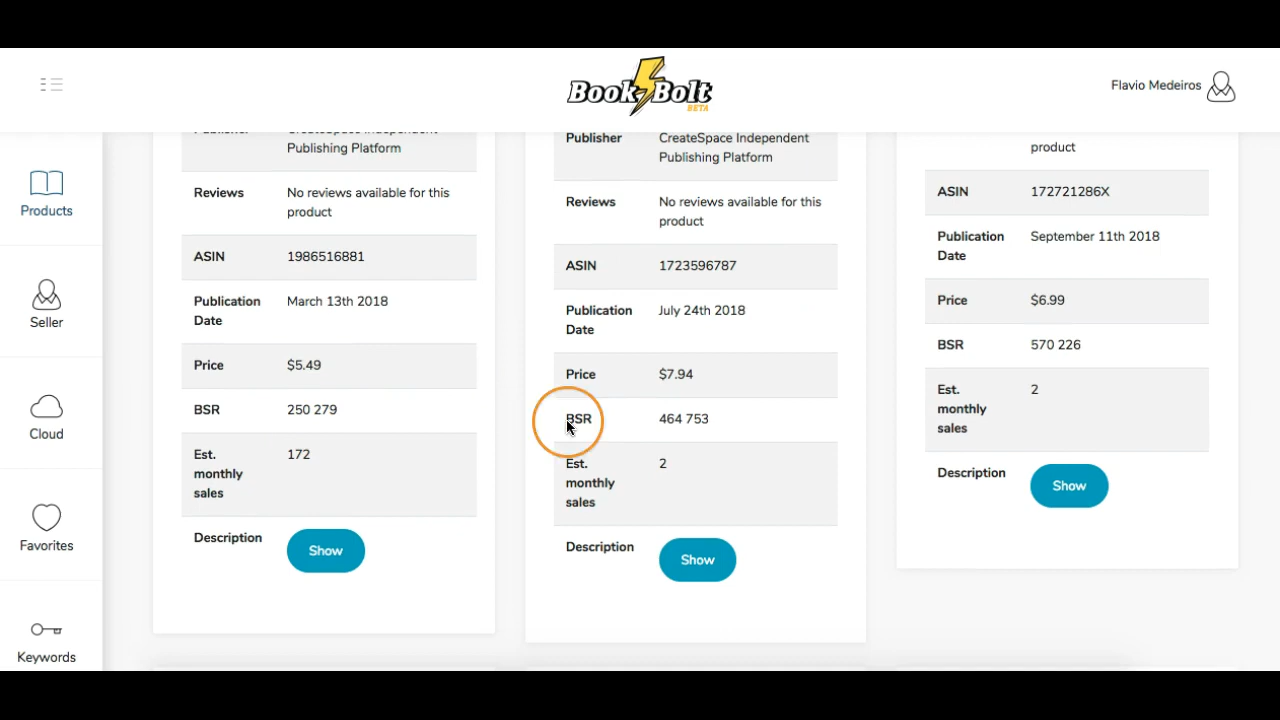 Book Bolt
BETA
Flavio Medeiros
Products
Seller
Cloud
Favorites
Keywords
Publishing Platform
Reviews
No reviews available for this
product
ASIN
1986516881
Publication
Date
March 13th 2018
Price
$5.49
BSR
250 279
Est.
monthly
sales
172
Description
Show
Publisher
CreateSpace Independent
Publishing Platform
Reviews
No reviews available for this
product
ASIN
1723596787
Publication
Date
July 24th 2018
Price
$7.94
BSR
464 753
Est.
monthly
sales
2
Description
Show
product
ASIN
172721286X
Publication
Date
September 11th 2018
Price
$6.99
BSR
570 226
Est.
monthly
sales
2
Description
Show